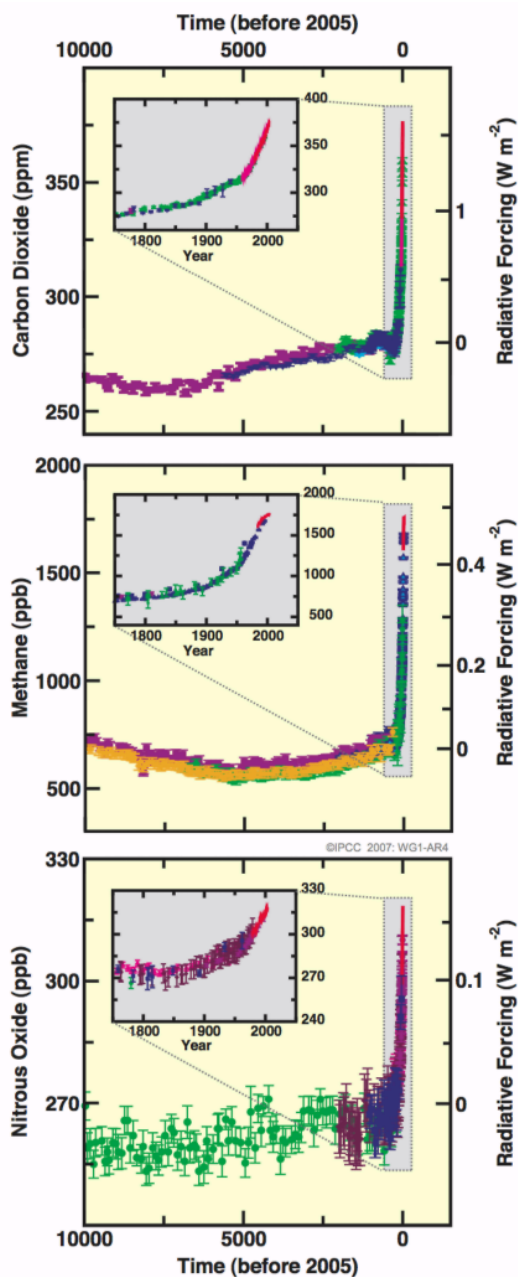 Time (before 2005)
10000 5000 0
Carbon Dioxide (ppm)
350
300
250
400
350
300
1800 1900 2000
Year
1
0
Radiative Forcing (W m-2)
Methane (ppb)
2000
1500
1000
500
2000
1500
1000
500
1800 1900 2000
Year
0.4
0.2
0
Radiative Forcing (W m-2)
©IPCC 2007: WG1-AR4
Nitrous Oxide (ppb)
330
300
270
330
300
270
240
1800 1900 2000
Year
0.1
0
Radiative Forcing (W m-2)
10000 5000 0
Time (before 2005)